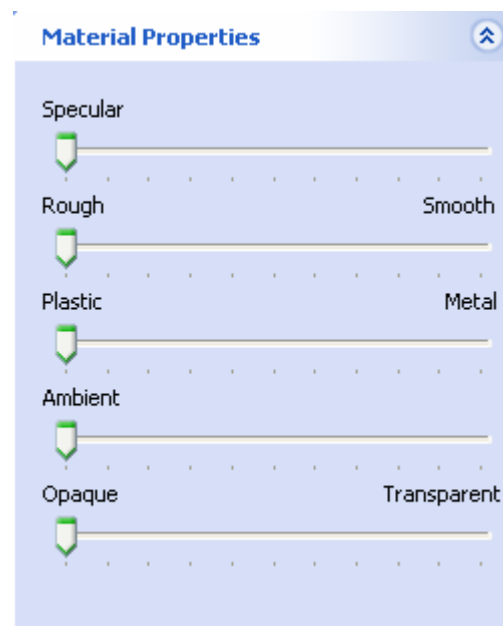 Material Properties
Specular
Rough Smooth
Plastic Metal
Ambient
Opaque Transparent